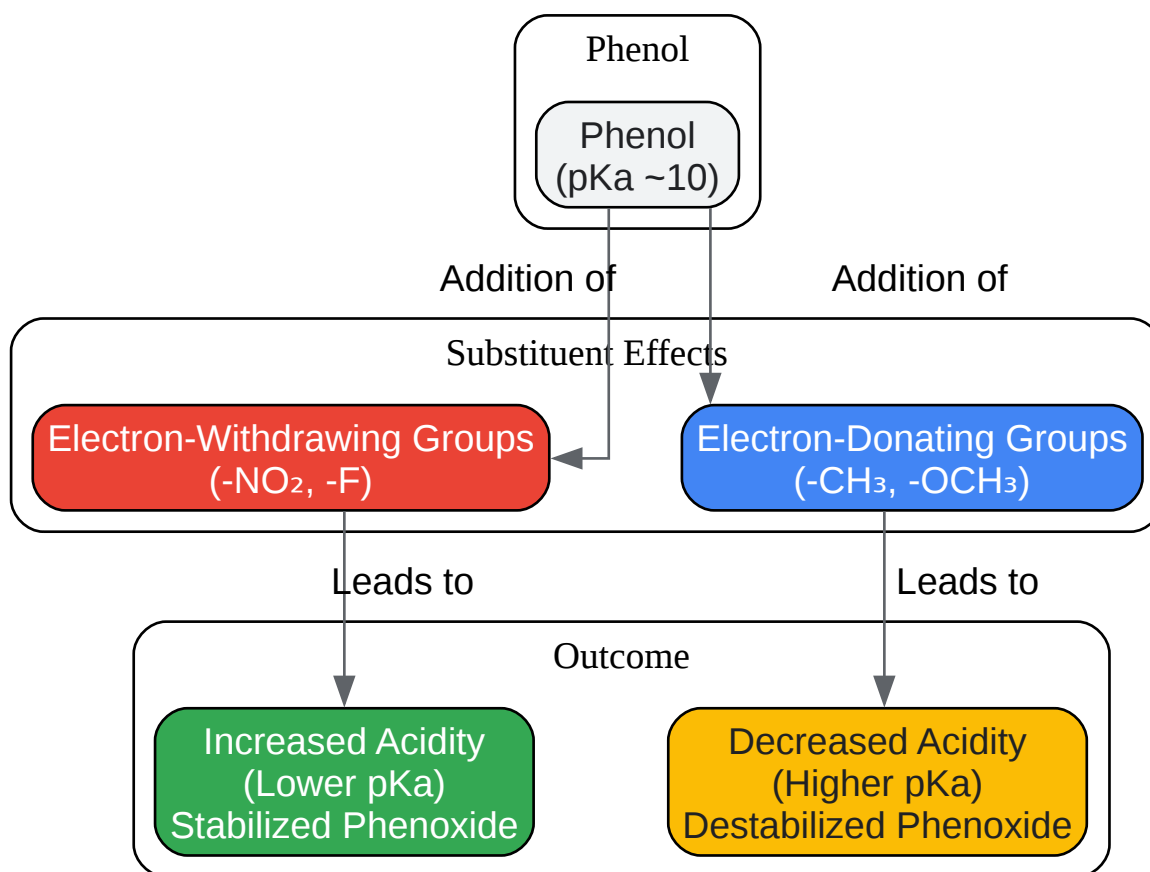 Phenol
Phenol
(pKa ~10)
Addition of
Addition of
Substituent Effects
Electron-Withdrawing Groups
(-NO₂, -F)
Electron-Donating Groups
(-CH₃, -OCH₃)
Leads to
Leads to
Outcome
Increased Acidity
(Lower pKa)
Stabilized Phenoxide
Decreased Acidity
(Higher pKa)
Destabilized Phenoxide